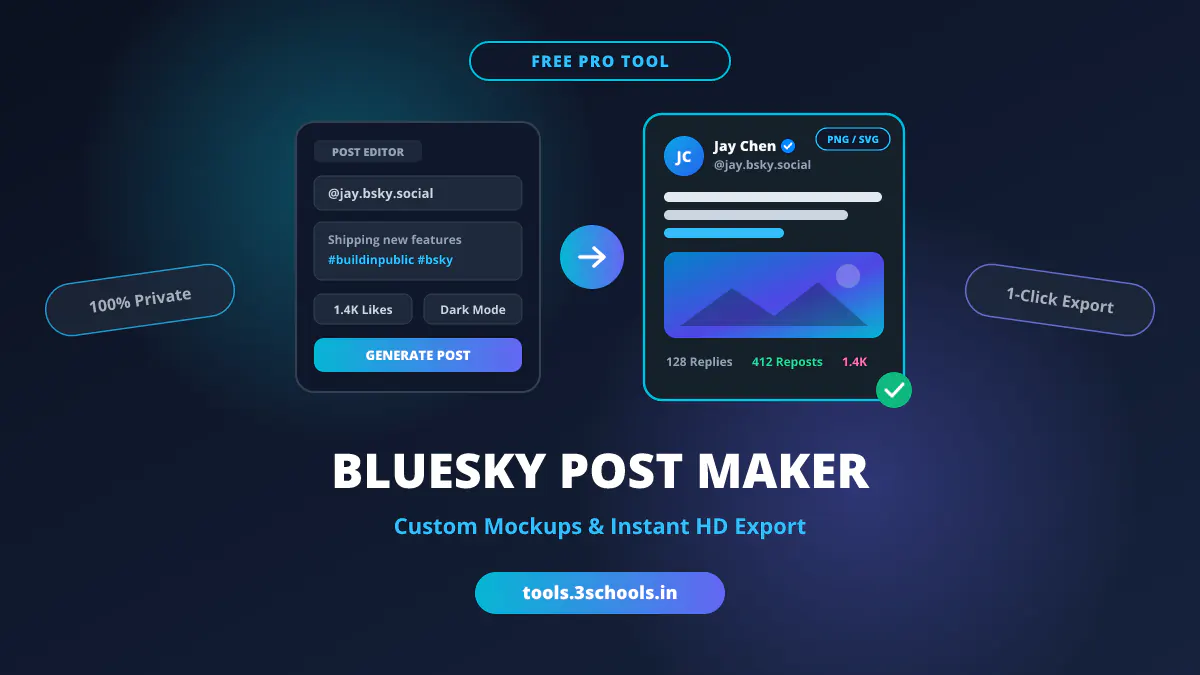 FREE PRO TOOL
POST EDITOR
@jay.bsky.social
Shipping new features
#buildinpublic #bsky
1.4K Likes
Dark Mode
GENERATE POST
JC
Jay Chen
@jay.bsky.social
PNG / SVG
128 Replies
412 Reposts
1.4K
100% Private
1-Click Export
BLUESKY POST MAKER
Custom Mockups & Instant HD Export
tools.3schools.in